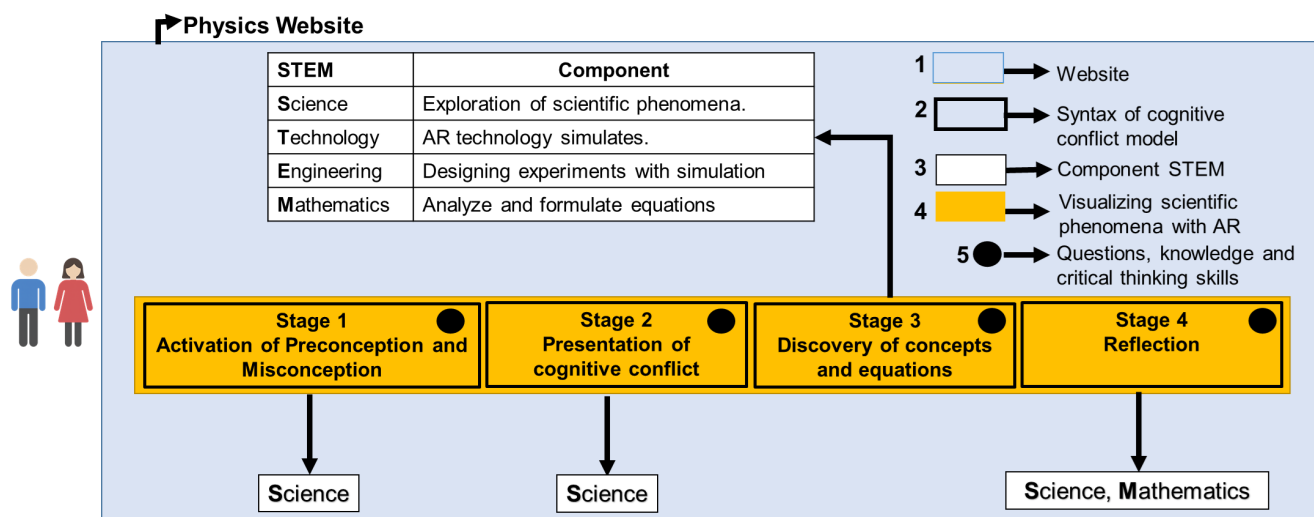 Physics Website
STEM Component
Science Exploration of scientific phenomena.
Technology AR technology simulates.
Engineering Designing experiments with simulation
Mathematics Analyze and formulate equations
1 Website
2 Syntax of cognitive
conflict model
3 Component STEM
4 Visualizing scientific
phenomena with AR
5 Questions, knowledge and
critical thinking skills
Stage 1
Activation of Preconception and
Misconception
Stage 2
Presentation of
cognitive conflict
Stage 3
Discovery of concepts
and equations
Stage 4
Reflection
Science
Science
Science, Mathematics